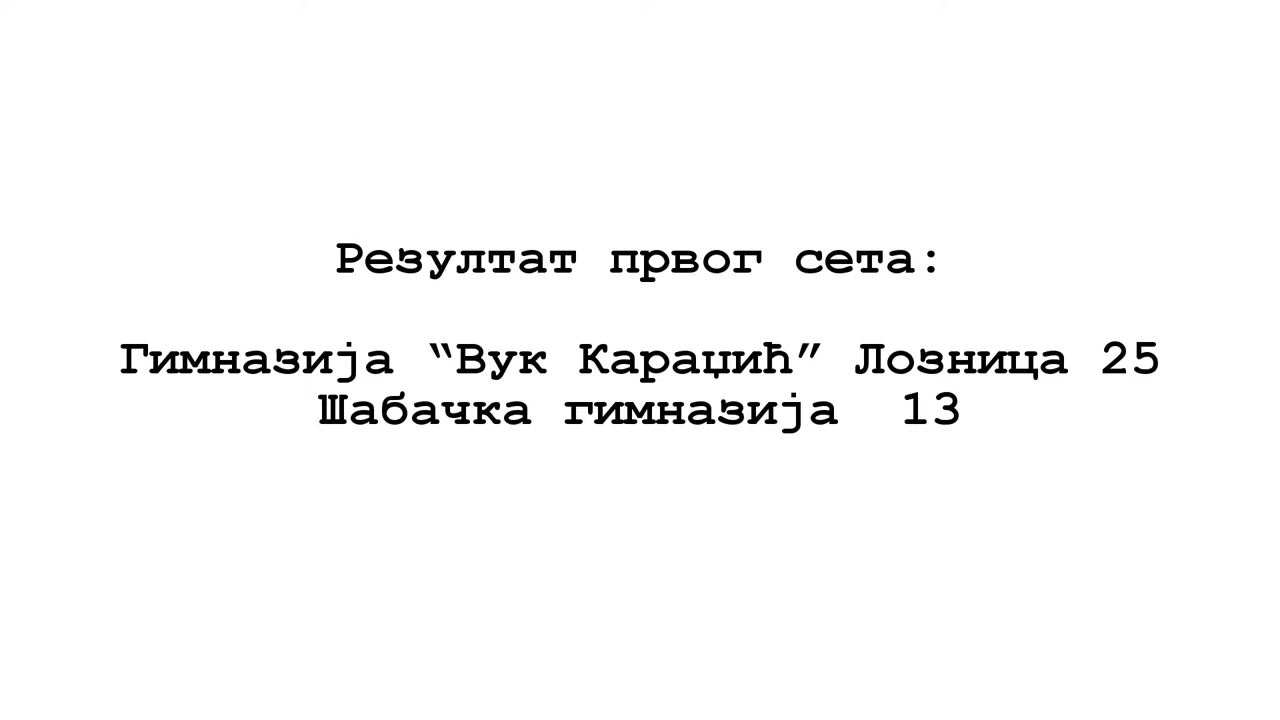 Резултат првог сета:
Гимназија “Вук Караџић” Лозница 25
Шабачка гимназија  13